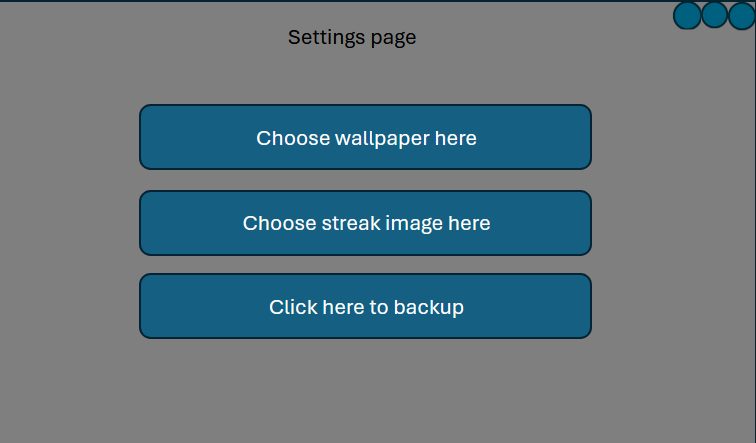 Settings page
Choose wallpaper here
Choose streak image here
Click here to backup